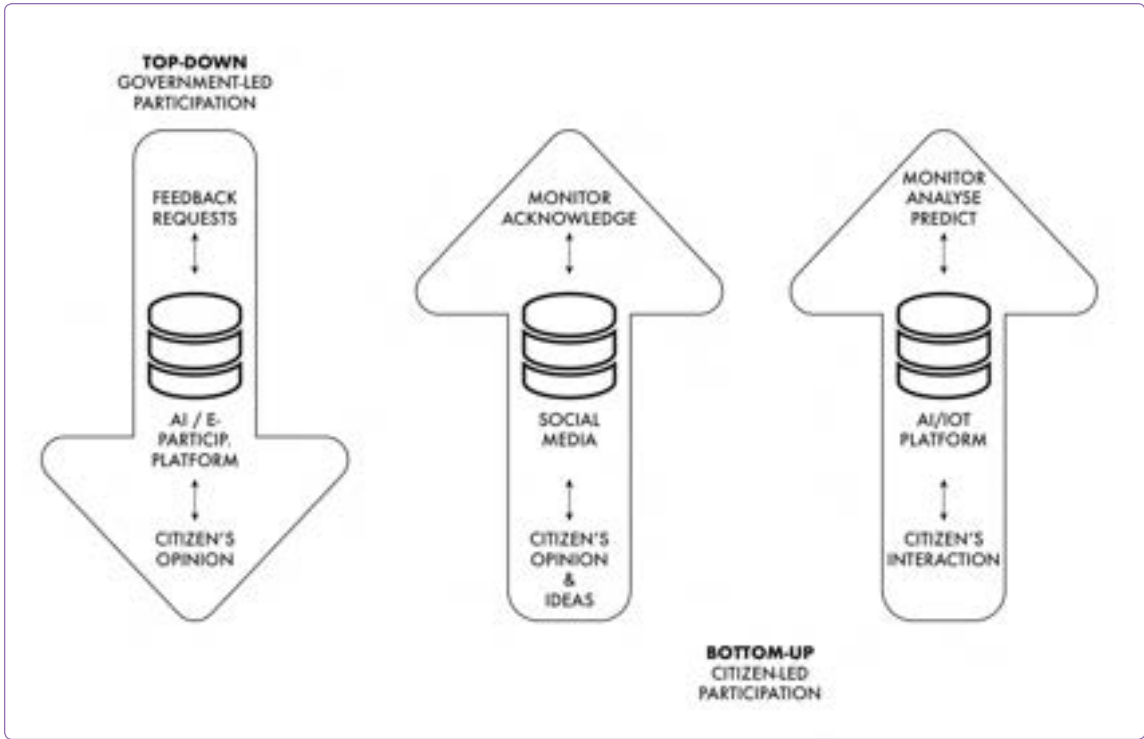 TOP-DOWN
GOVERNMENT-LED
PARTICIPATION
FEEDBACK
REQUESTS
AI / E-
PARTICIP.
PLATFORM
CITIZEN'S
OPINION
MONITOR
ACKNOWLEDGE
SOCIAL
MEDIA
CITIZEN'S
OPINION
&
IDEAS
MONITOR
ANALYSE
PREDICT
AI/IOT
PLATFORM
CITIZEN'S
INTERACTION
BOTTOM-UP
CITIZEN-LED
PARTICIPATION